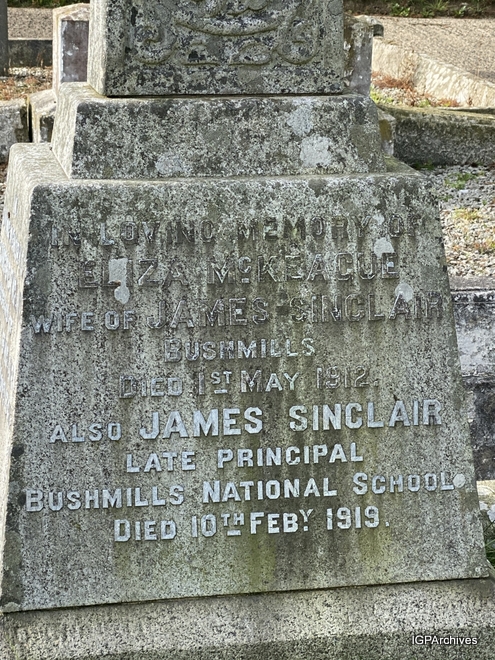 IN LOVING MEMORY OF
ELIZA McKEAGUE
WIFE OF JAMES SINCLAIR
BUSHMILLS
DIED 1ST MAY 1912.
ALSO JAMES SINCLAIR
LATE PRINCIPAL
BUSHMILLS NATIONAL SCHOOL
DIED 10TH FEBY. 1919.
IGPArchives